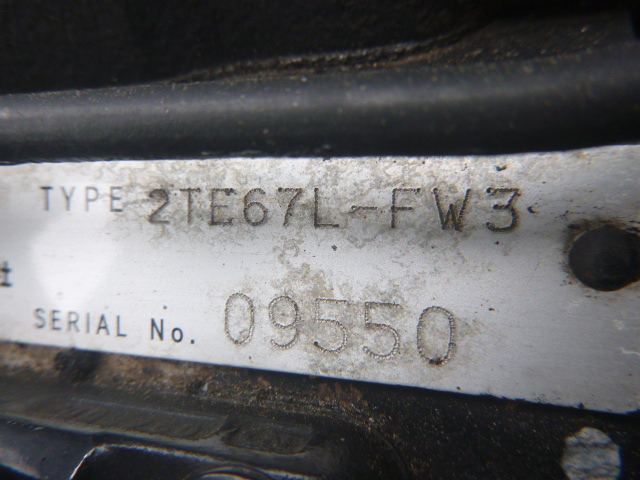 TYPE 2TE67L-FW3
SERIAL No. 09550